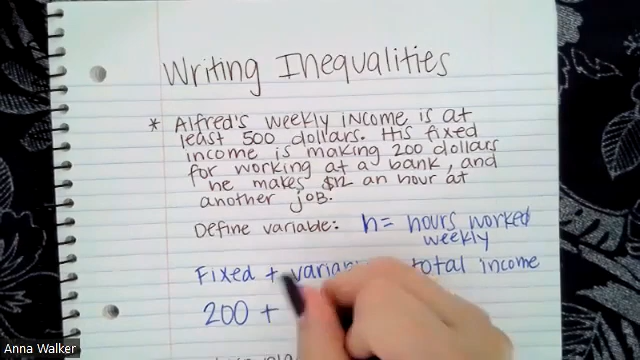 Writing Inequalities
* Alfred's weekly income is at
least 500 dollars. His fixed
income is making 200 dollars
for working at a bank, and
he makes $12 an hour at
another job.
Define variable: h = hours worked
weekly
Fixed + total income
200 +
Anna Walker